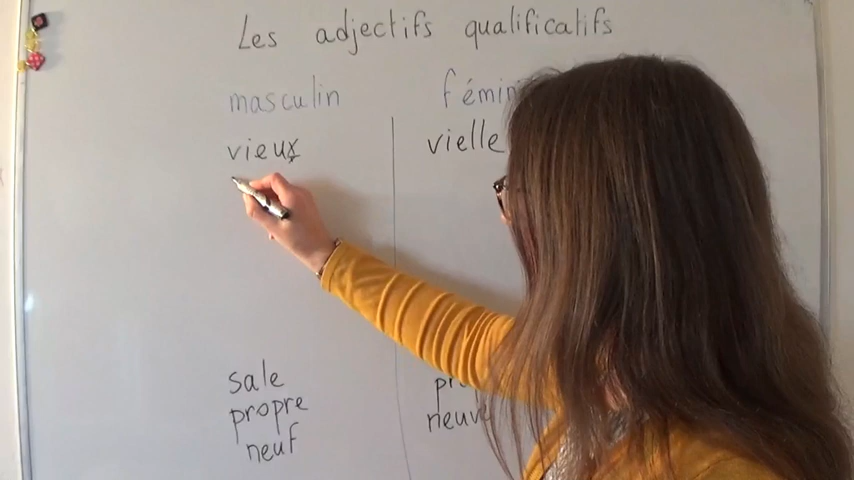 Les adjectifs qualificatifs
masculin
vieux
vielle
sale
propre
neuf
neuve